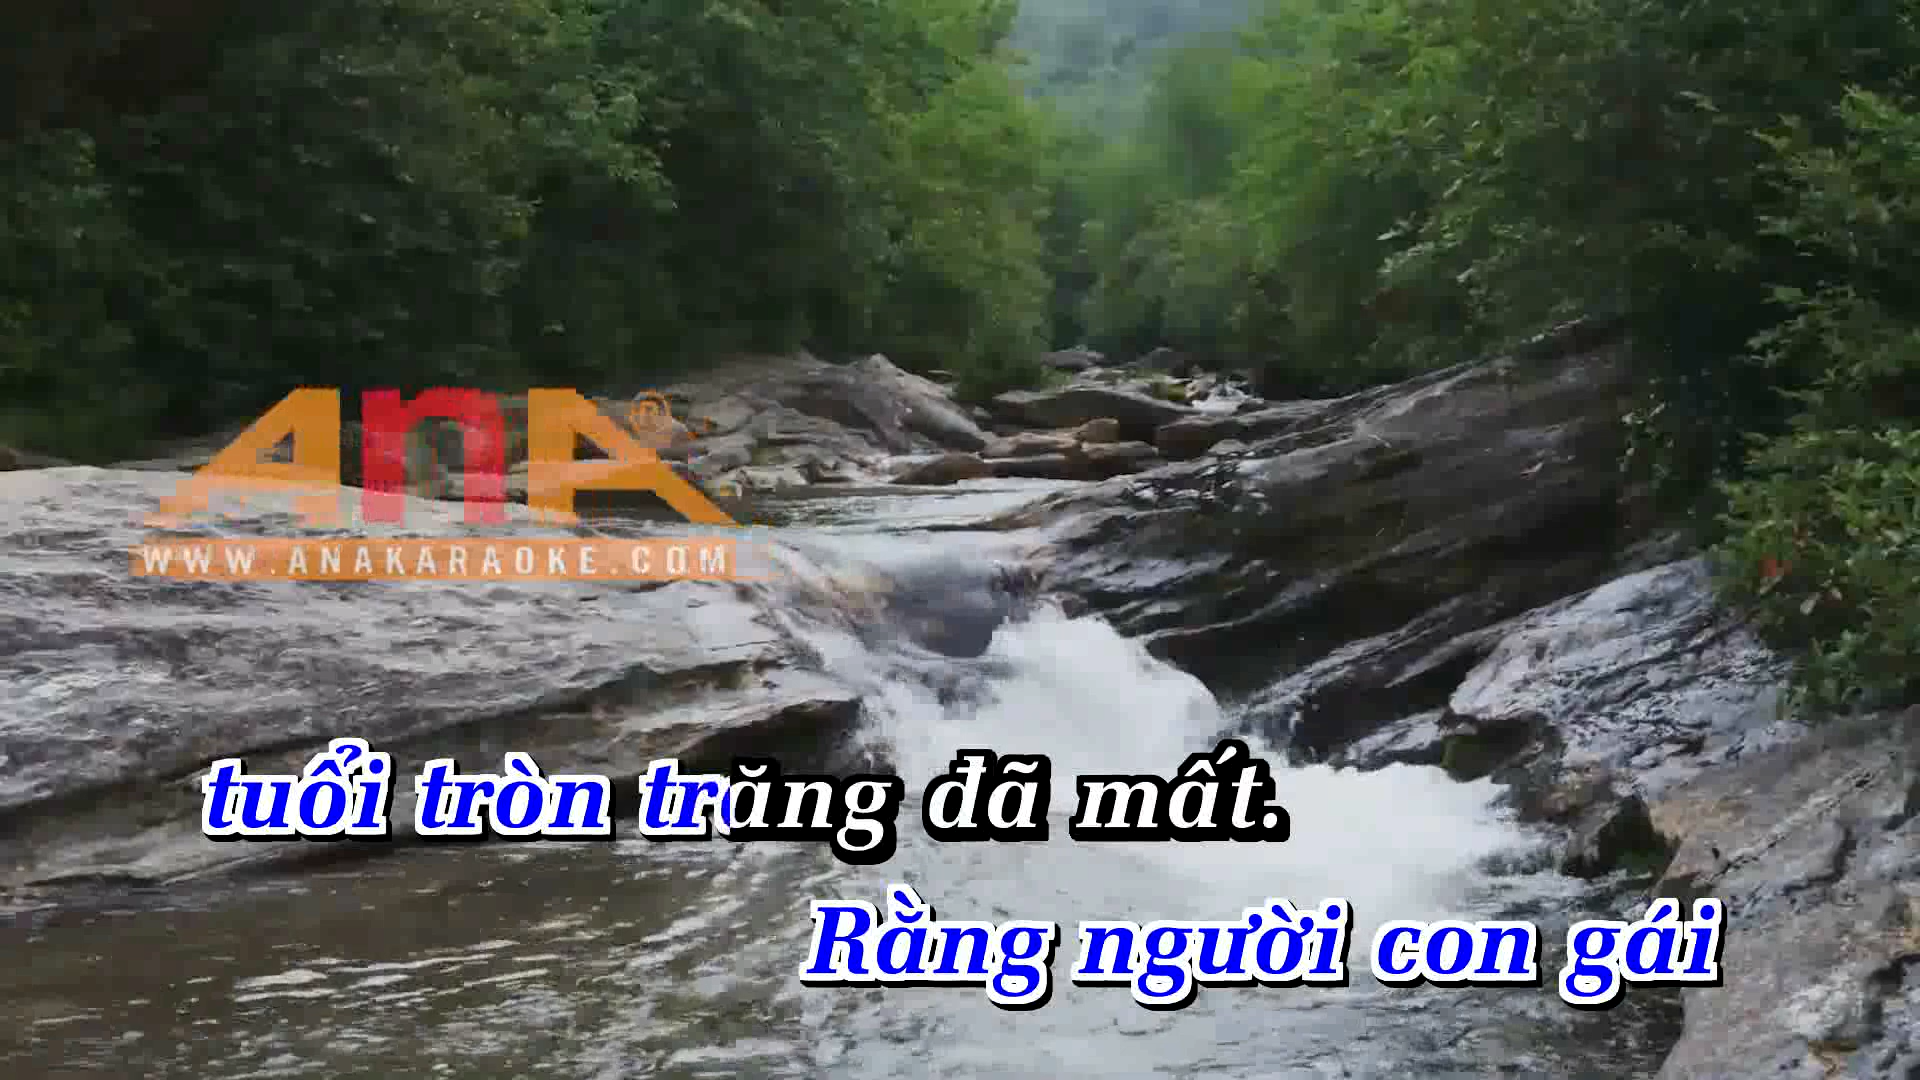 AnA®
WWW.ANAKARAOKE.COM
tuổi tròn trăng đã mất.
Rằng người con gái